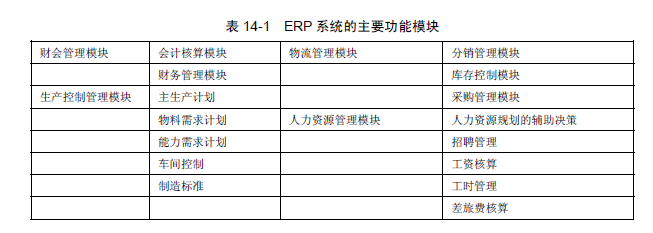 表 14-1 ERP 系统的主要功能模块
财会管理模块 会计核算模块 物流管理模块 分销管理模块
财务管理模块 库存控制模块
生产控制管理模块 主生产计划 采购管理模块
物料需求计划 人力资源管理模块 人力资源规划的辅助决策
能力需求计划 招聘管理
车间控制 工资核算
制造标准 工时管理
差旅费核算